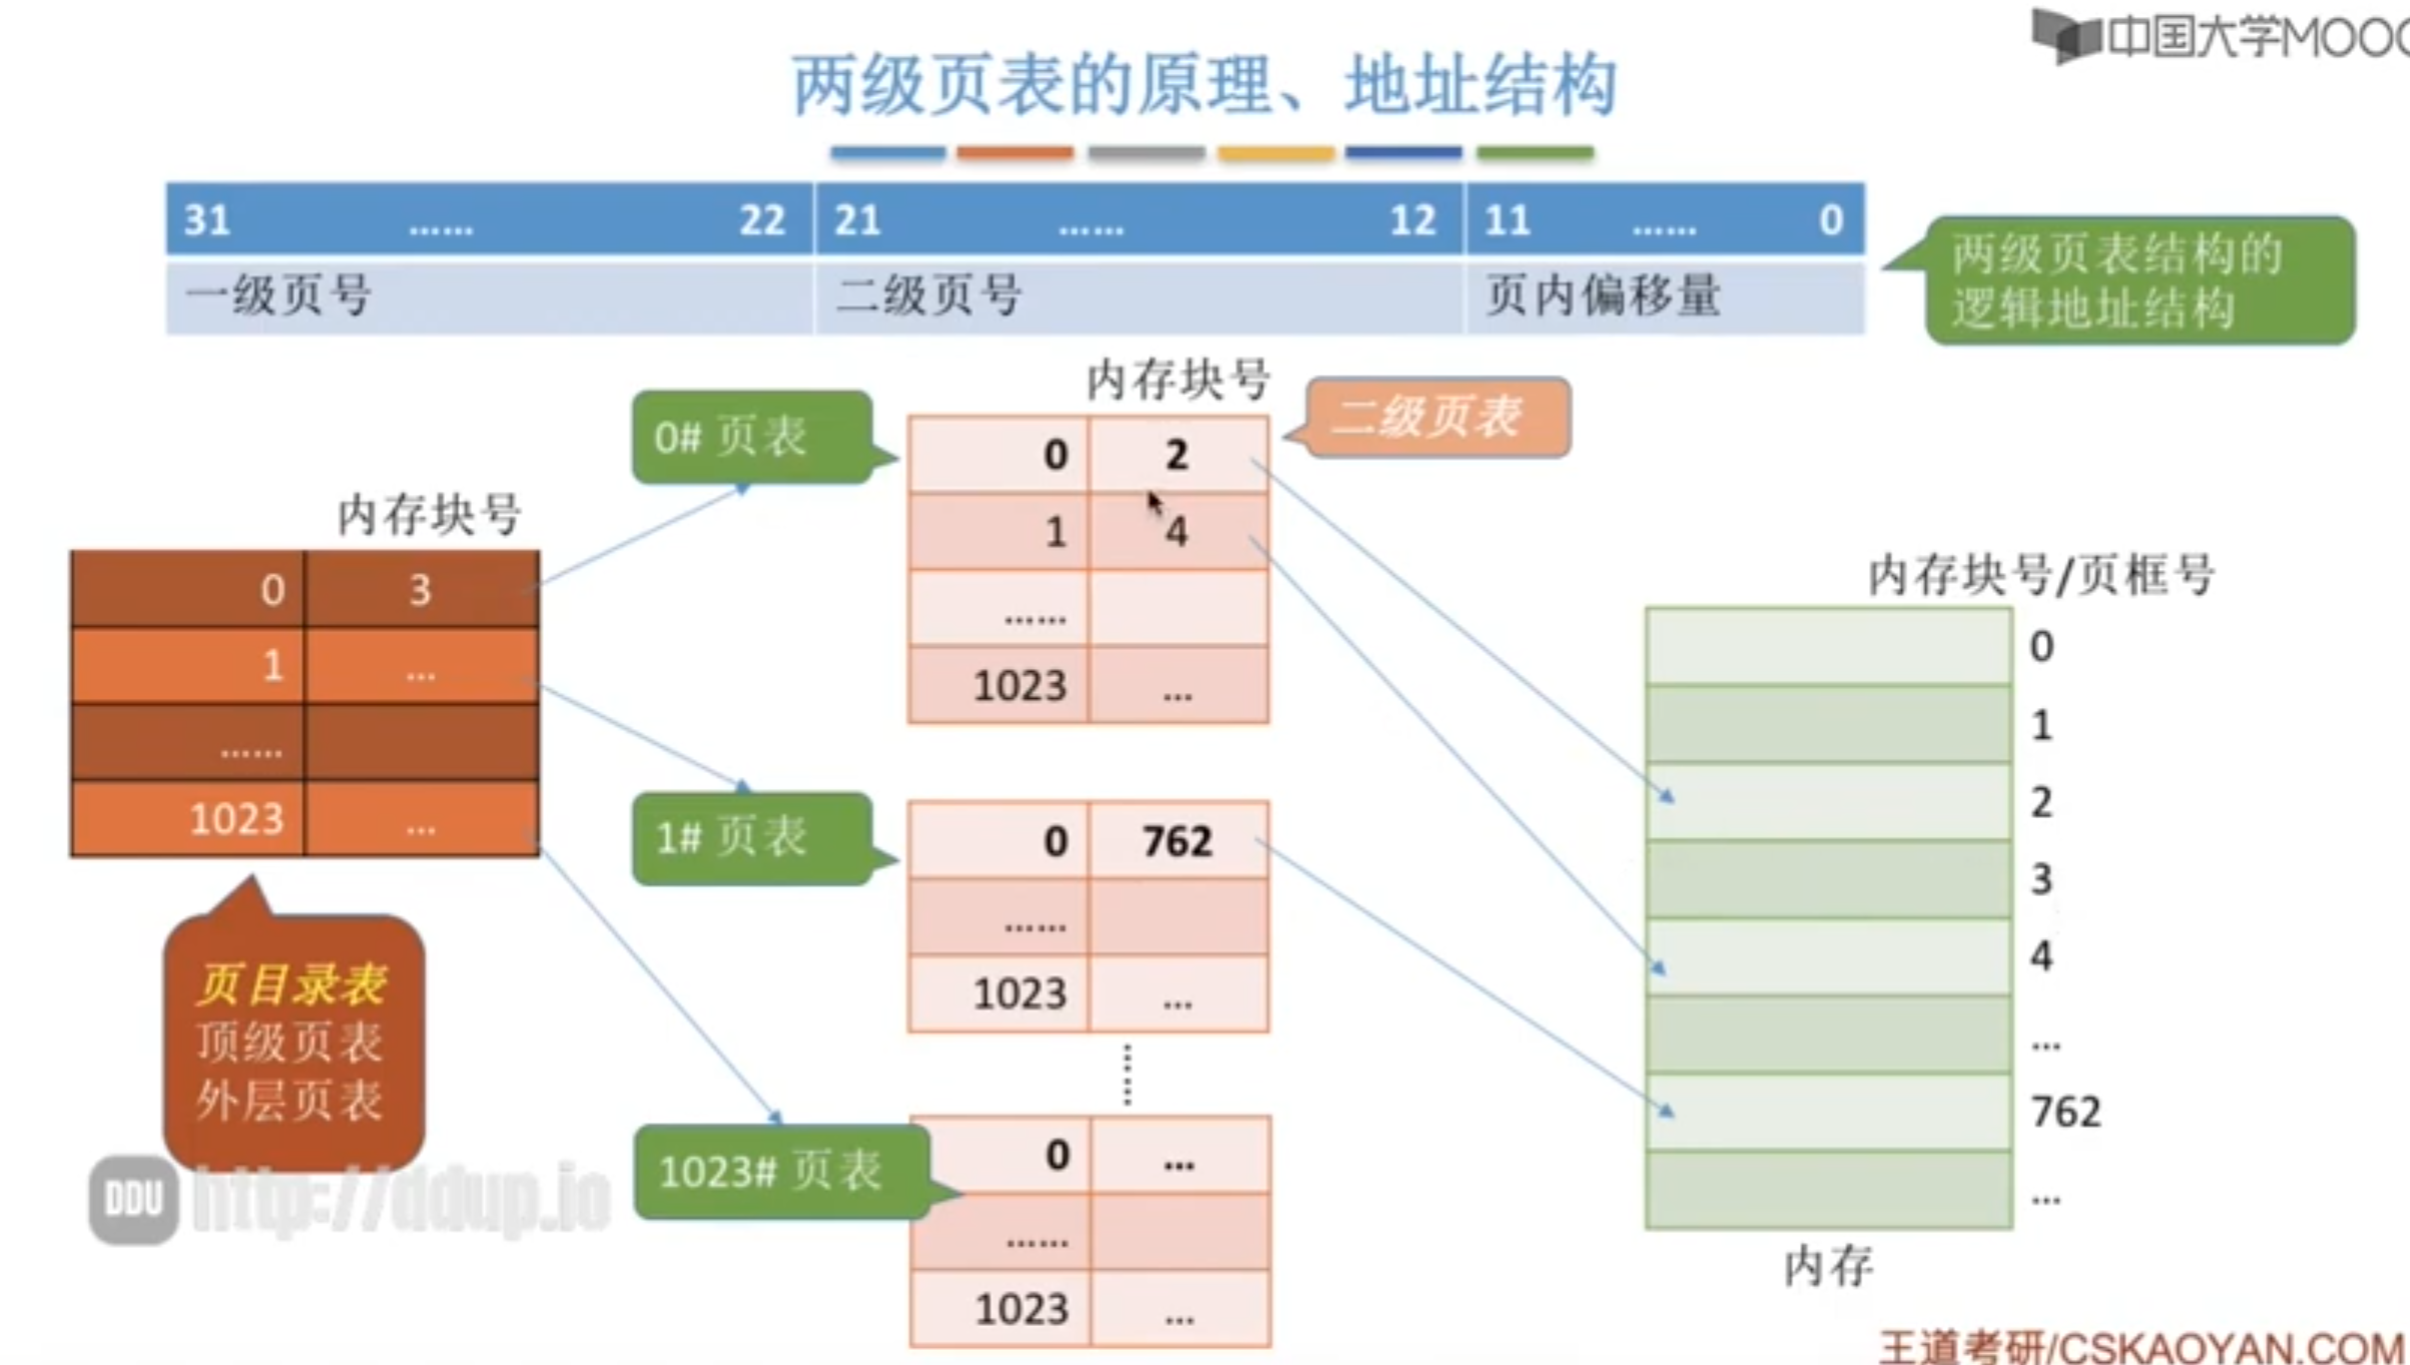 中国大学MOOC
两级页表的原理、地址结构
31 …… 22 21 …… 12 11 …… 0
一级页号 二级页号 页内偏移量
两级页表结构的
逻辑地址结构
内存块号
0 3
1 ...
……
1023 ...
页目录表
顶级页表
外层页表
0# 页表
1# 页表
1023# 页表
内存块号
二级页表
0 2
1 4
……
1023 ...
0 762
……
1023 ...
0 ...
……
1023 ...
内存块号/页框号
0
1
2
3
4
...
762
...
内存
DDU http://ddup.io
王道考研/CSKAOYAN.COM